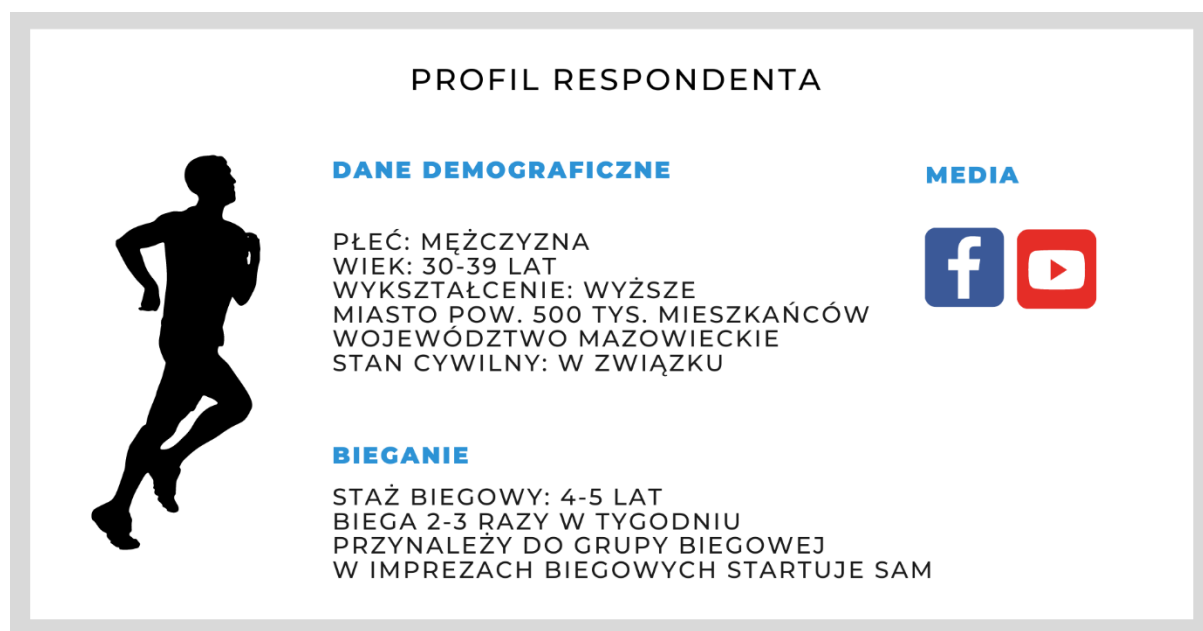 PROFIL RESPONDENTA
DANE DEMOGRAFICZNE
PŁEĆ: MĘŻCZYZNA
WIEK: 30-39 LAT
WYKSZTAŁCENIE: WYŻSZE
MIASTO POW. 500 TYS. MIESZKAŃCÓW
WOJEWÓDZTWO MAZOWIECKIE
STAN CYWILNY: W ZWIĄZKU
MEDIA
f
BIEGANIE
STAŻ BIEGOWY: 4-5 LAT
BIEGA 2-3 RAZY W TYGODNIU
PRZYNALEŻY DO GRUPY BIEGOWEJ
W IMPREZACH BIEGOWYCH STARTUJE SAM